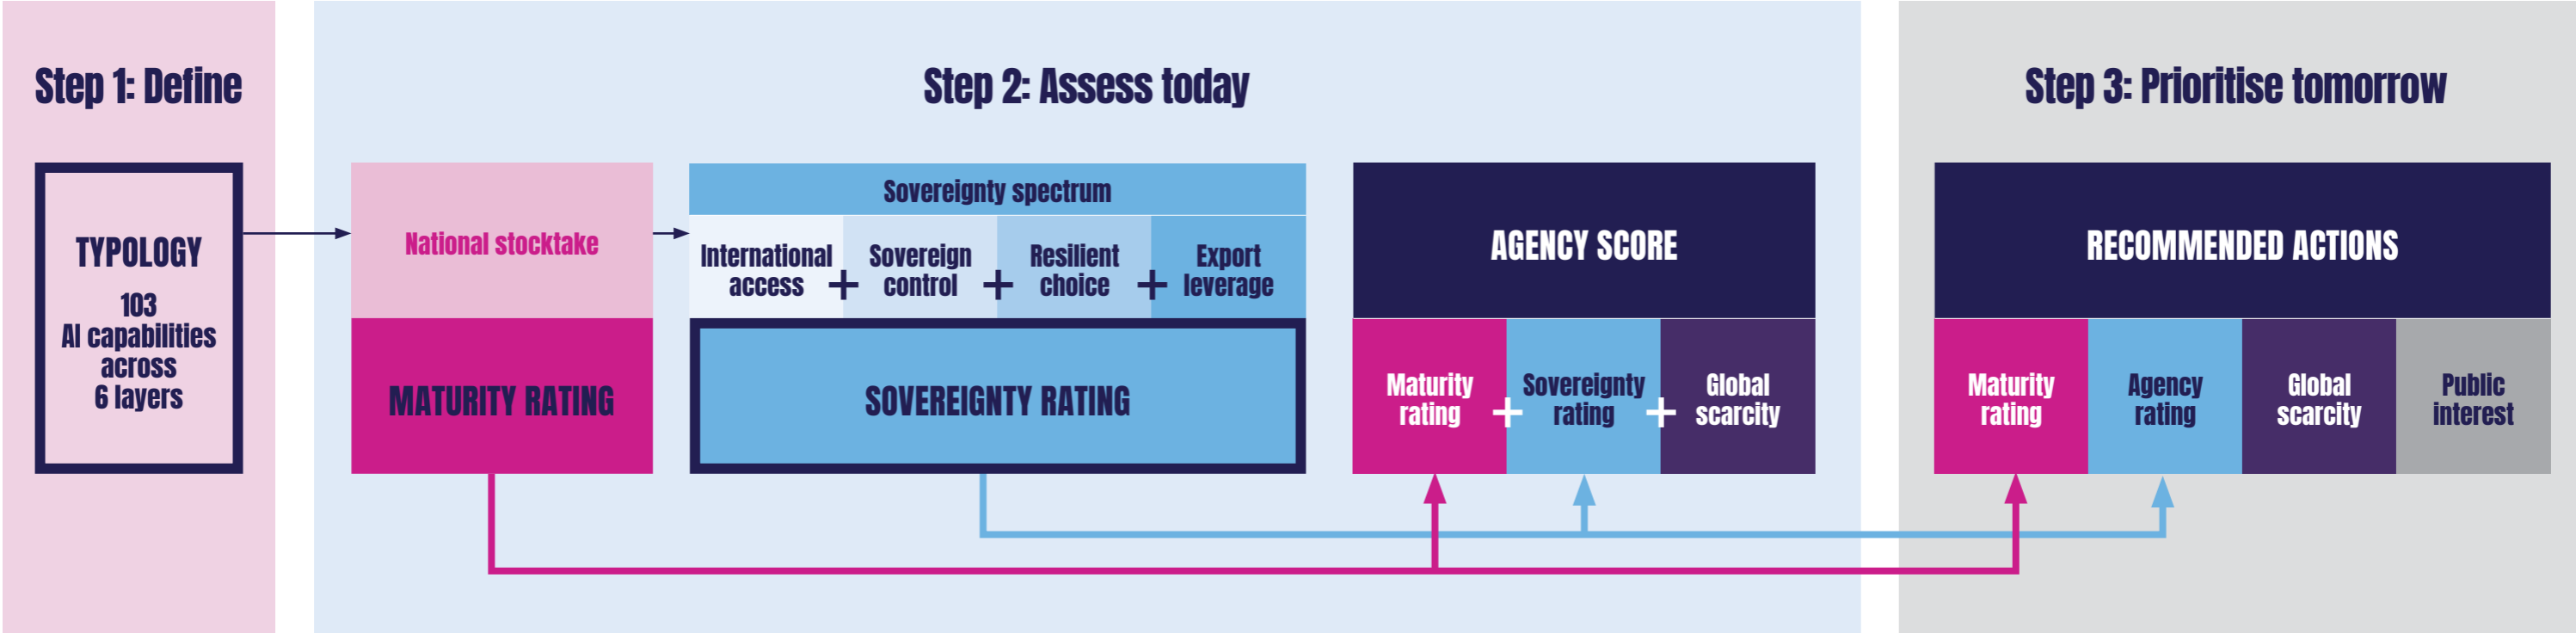 Step 1: Define
TYPOLOGY
103
AI capabilities
across
6 layers
Step 2: Assess today
National stocktake
MATURITY RATING
Sovereignty spectrum
International
access
+
Sovereign
control
+
Resilient
choice
+
Export
leverage
SOVEREIGNTY RATING
AGENCY SCORE
Maturity
rating
+
Sovereignty
rating
+
Global
scarcity
Step 3: Prioritise tomorrow
RECOMMENDED ACTIONS
Maturity
rating
Agency
rating
Global
scarcity
Public
interest